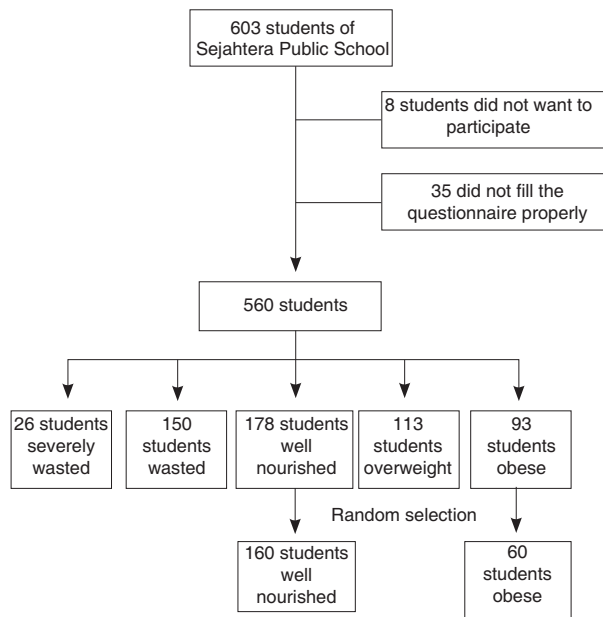 603 students of
Sejahtera Public School
8 students did not want to
participate
35 did not fill the
questionnaire properly
560 students
26 students
severely
wasted
150
students
wasted
178 students
well
nourished
113
students
overweight
93
students
obese
Random selection
160 students
well
nourished
60
students
obese